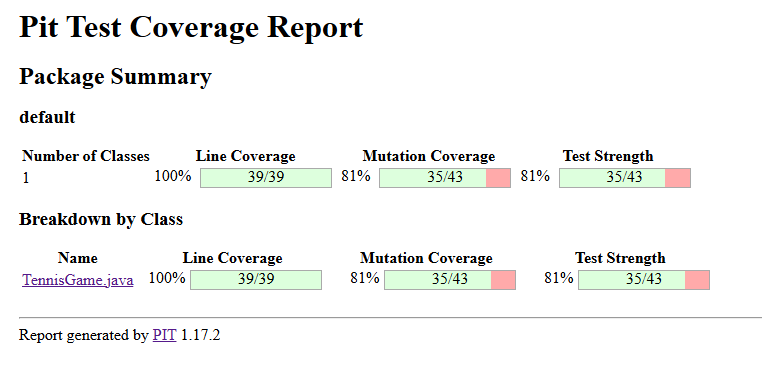 Pit Test Coverage Report
Package Summary
default
Number of Classes Line Coverage Mutation Coverage Test Strength
1 100% 39/39 81% 35/43 81% 35/43
Breakdown by Class
Name Line Coverage Mutation Coverage Test Strength
TennisGame.java 100% 39/39 81% 35/43 81% 35/43
Report generated by PIT 1.17.2